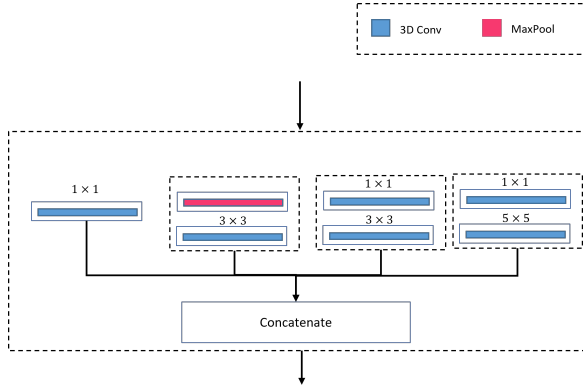 3D Conv MaxPool
1 × 1
1 × 1
1 × 1
3 × 3
3 × 3
5 × 5
Concatenate